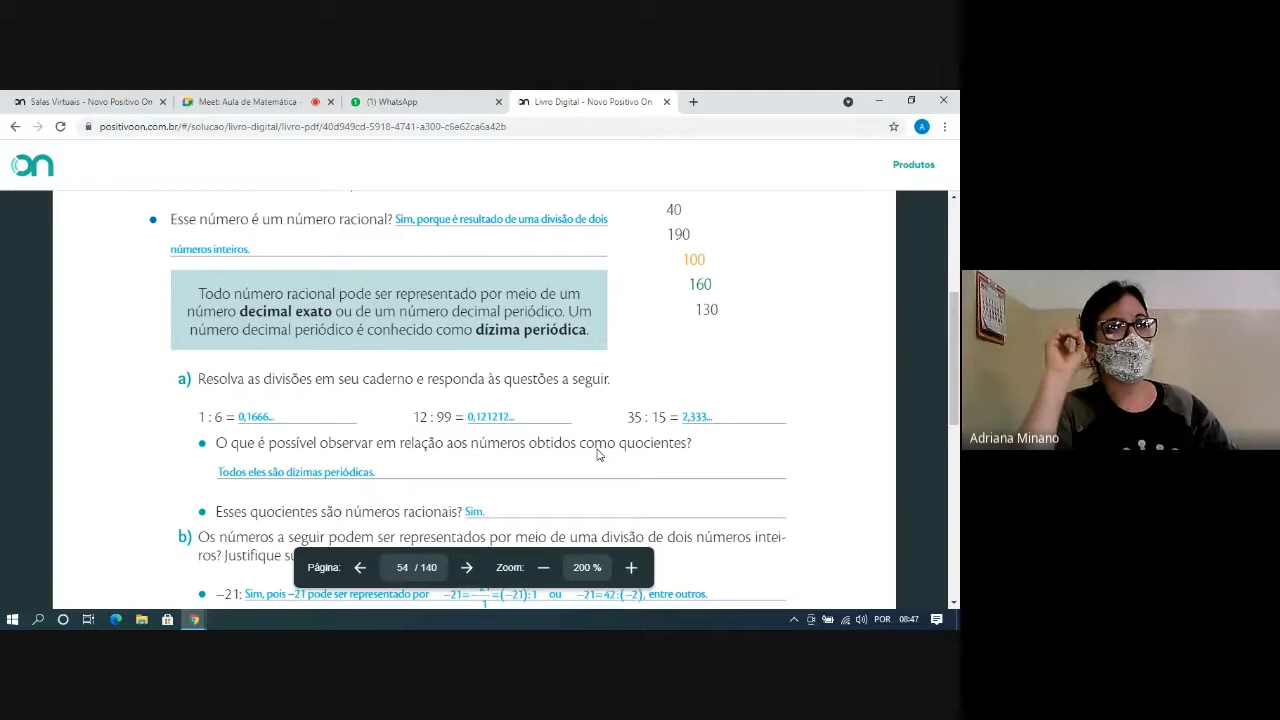 Salas Virtuais - Novo Positivo On
Meet: Aula de Matemática -
(1) WhatsApp
Livro Digital - Novo Positivo On
positivoon.com.br/#/solucao/livro-digital/livro-pdf/40d949cd-5918-4741-a300-c6e62ca6a42b
A
on
Produtos
Esse número é um número racional? Sim, porque é resultado de uma divisão de dois
números inteiros.
40
190
100
160
130
Todo número racional pode ser representado por meio de um
número decimal exato ou de um número decimal periódico. Um
número decimal periódico é conhecido como dízima periódica.
a) Resolva as divisões em seu caderno e responda às questões a seguir.
1 : 6 = 0,1666... 12 : 99 = 0,121212... 35 : 15 = 2,333...
O que é possível observar em relação aos números obtidos como quocientes?
Todos eles são dízimas periódicas.
Esses quocientes são números racionais? Sim.
b) Os números a seguir podem ser representados por meio de uma divisão de dois números intei-
ros? Justifique
Página: 54 / 140 Zoom: 200 %
−21: Sim, pois −21 pode ser representado por −21=−21/1=(−21):1 ou −21=42:(−2), entre outros.
POR 08:47
Adriana Minano